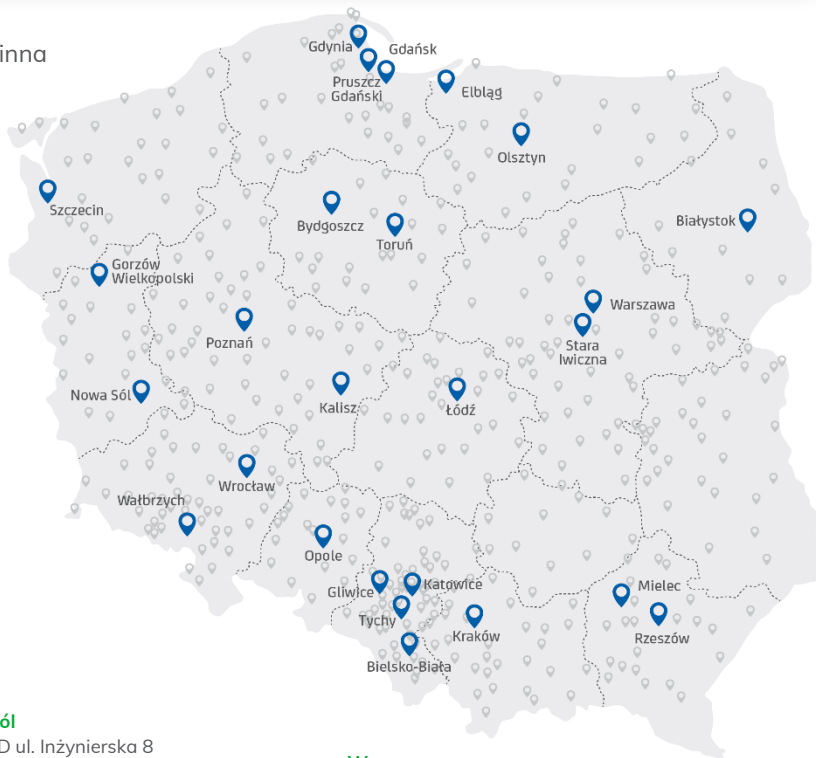 inna
Gdynia
Gdańsk
Pruszcz
Gdański
Elbląg
Olsztyn
Szczecin
Bydgoszcz
Toruń
Białystok
Gorzów
Wielkopolski
Warszawa
Poznań
Stara
Iwiczna
Nowa Sól
Kalisz
Łódź
Wrocław
Wałbrzych
Opole
Gliwice
Katowice
Mielec
Tychy
Kraków
Rzeszów
Bielsko-Biała
ól
D ul. Inżynierska 8